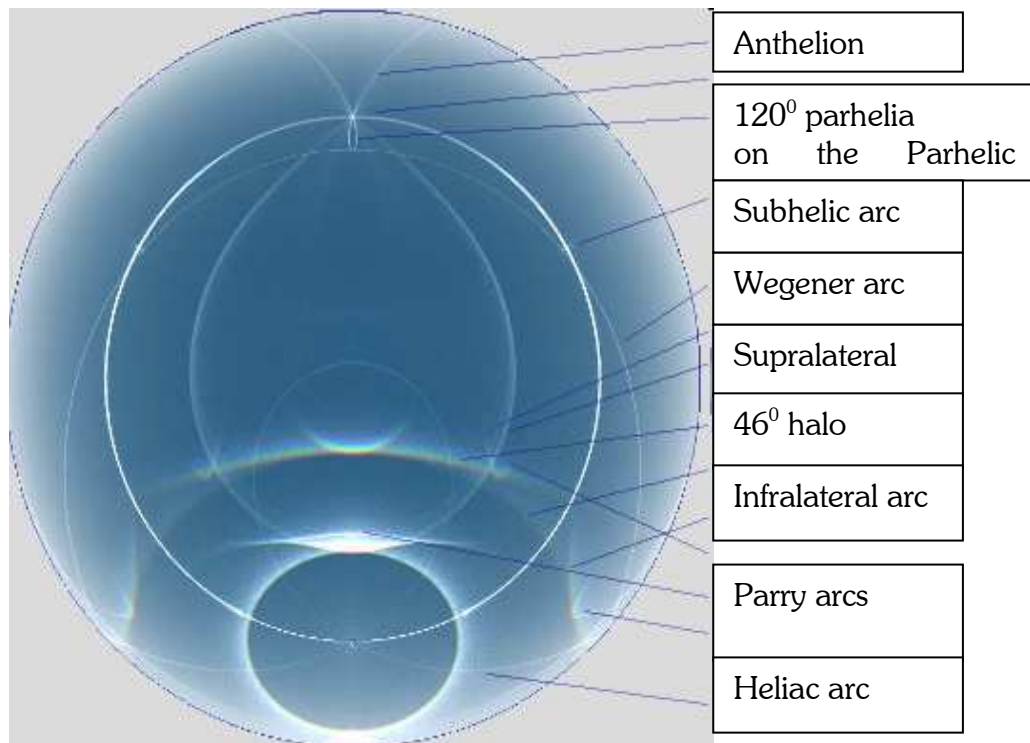 Anthelion
120⁰ parhelia
on the Parhelic
Subhelic arc
Wegener arc
Supralateral
46⁰ halo
Infralateral arc
Parry arcs
Heliac arc